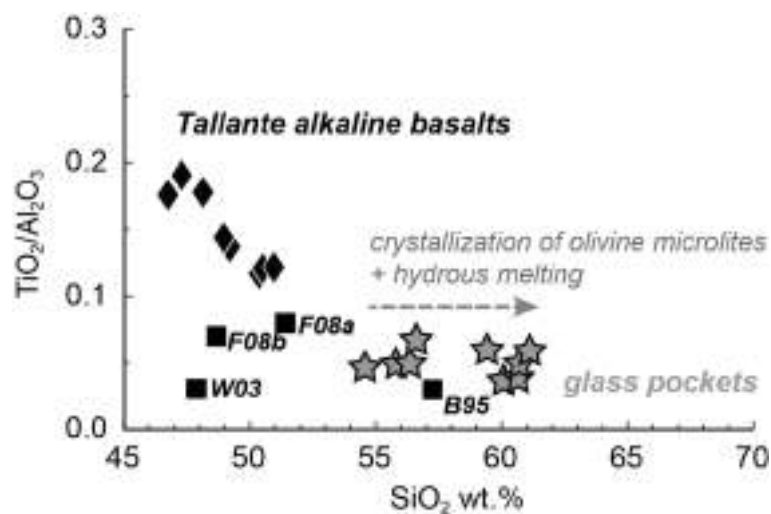 0.3
Tallante alkaline basalts
0.2
TiO₂/Al₂O₃
crystallization of olivine microlites
+ hydrous melting
0.1
F08a
F08b
W03
B95
glass pockets
0.0
45 50 55 60 65 70
SiO₂ wt.%